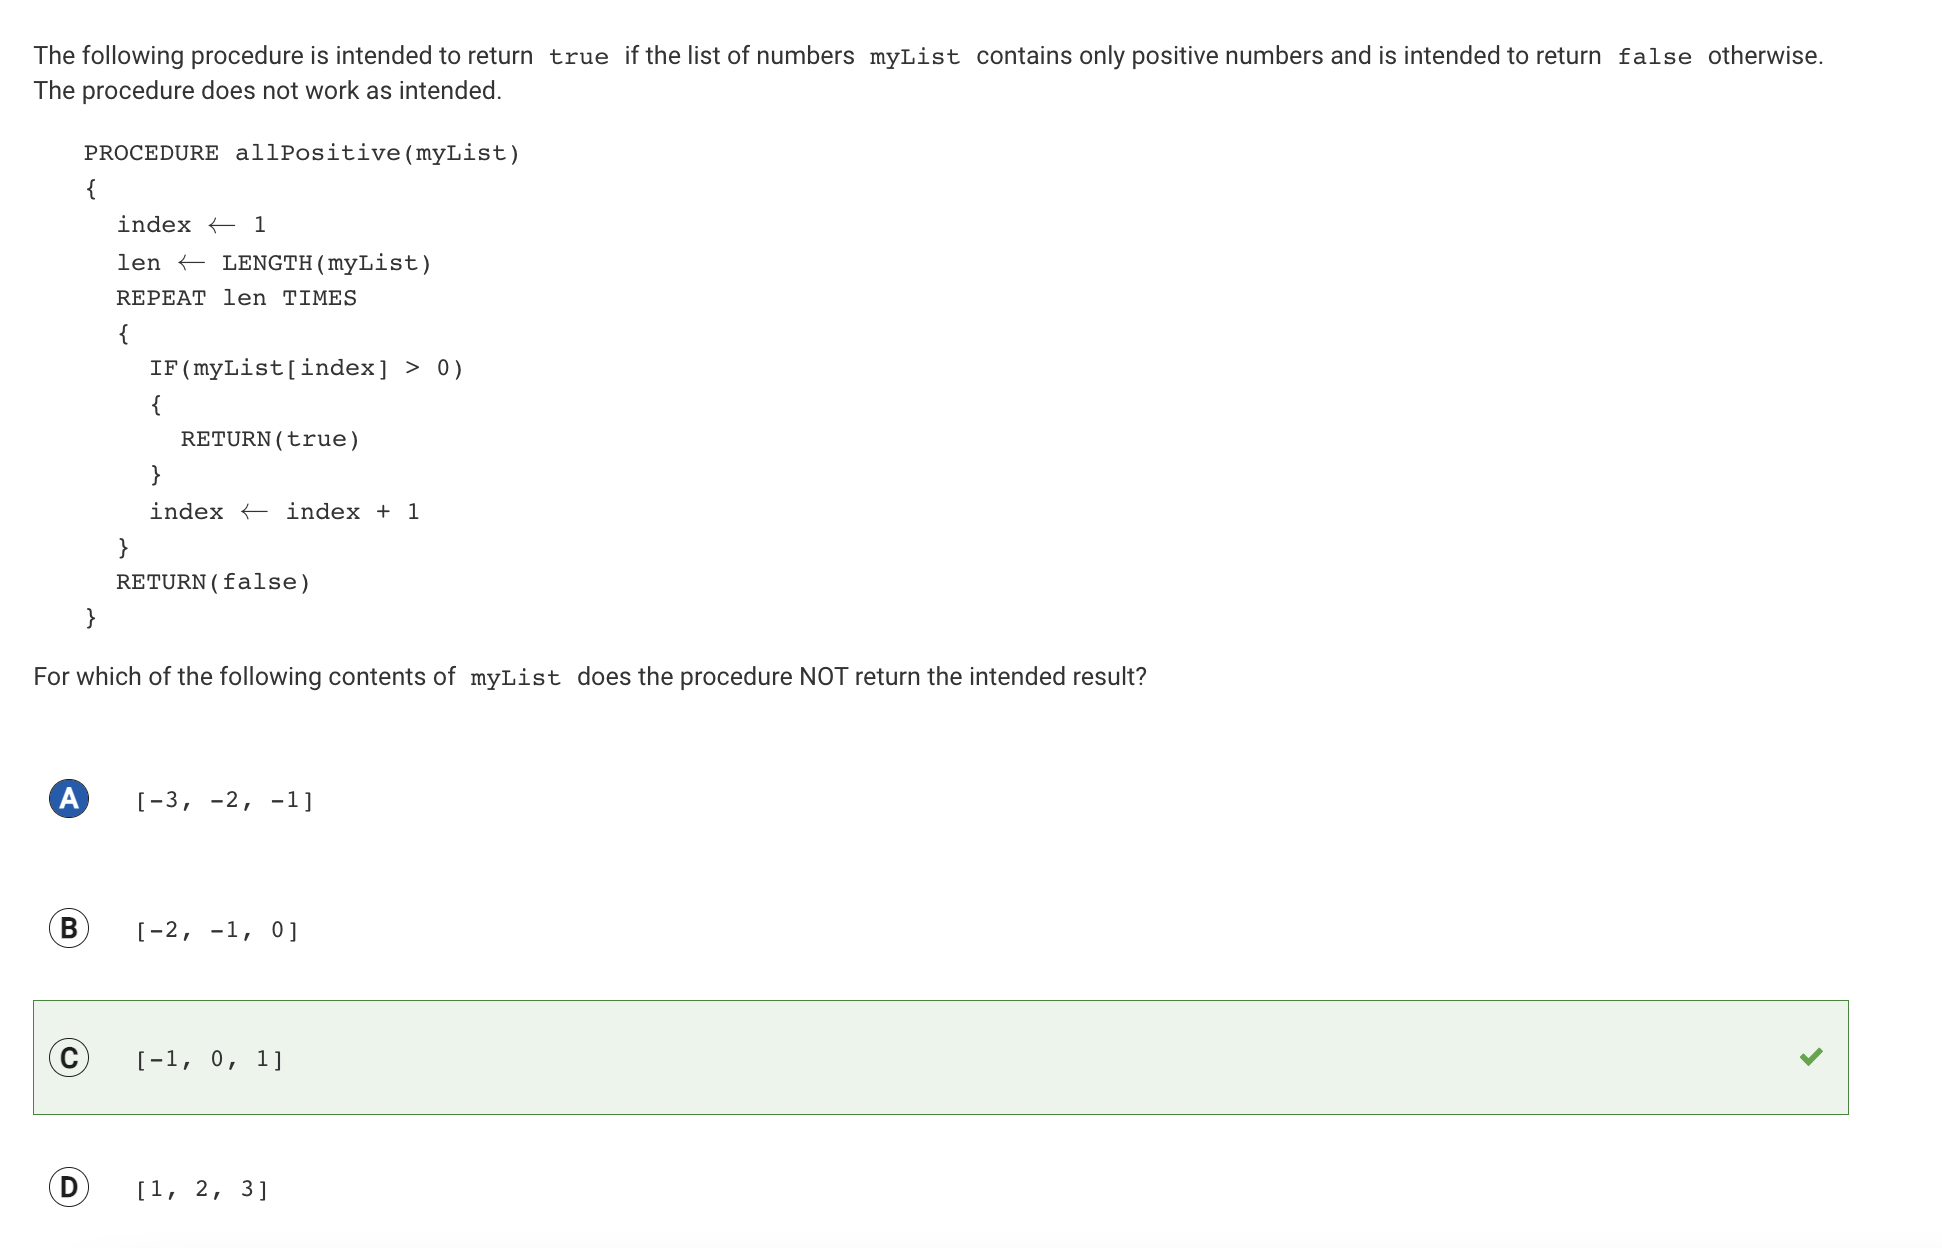 The following procedure is intended to return true if the list of numbers myList contains only positive numbers and is intended to return false otherwise.
The procedure does not work as intended.
PROCEDURE allPositive(myList)
{
index ← 1
len ← LENGTH(myList)
REPEAT len TIMES
{
IF(myList[index] > 0)
{
RETURN(true)
}
index ← index + 1
}
RETURN(false)
}
For which of the following contents of myList does the procedure NOT return the intended result?
A [-3, -2, -1]
B [-2, -1, 0]
C [-1, 0, 1]
D [1, 2, 3]